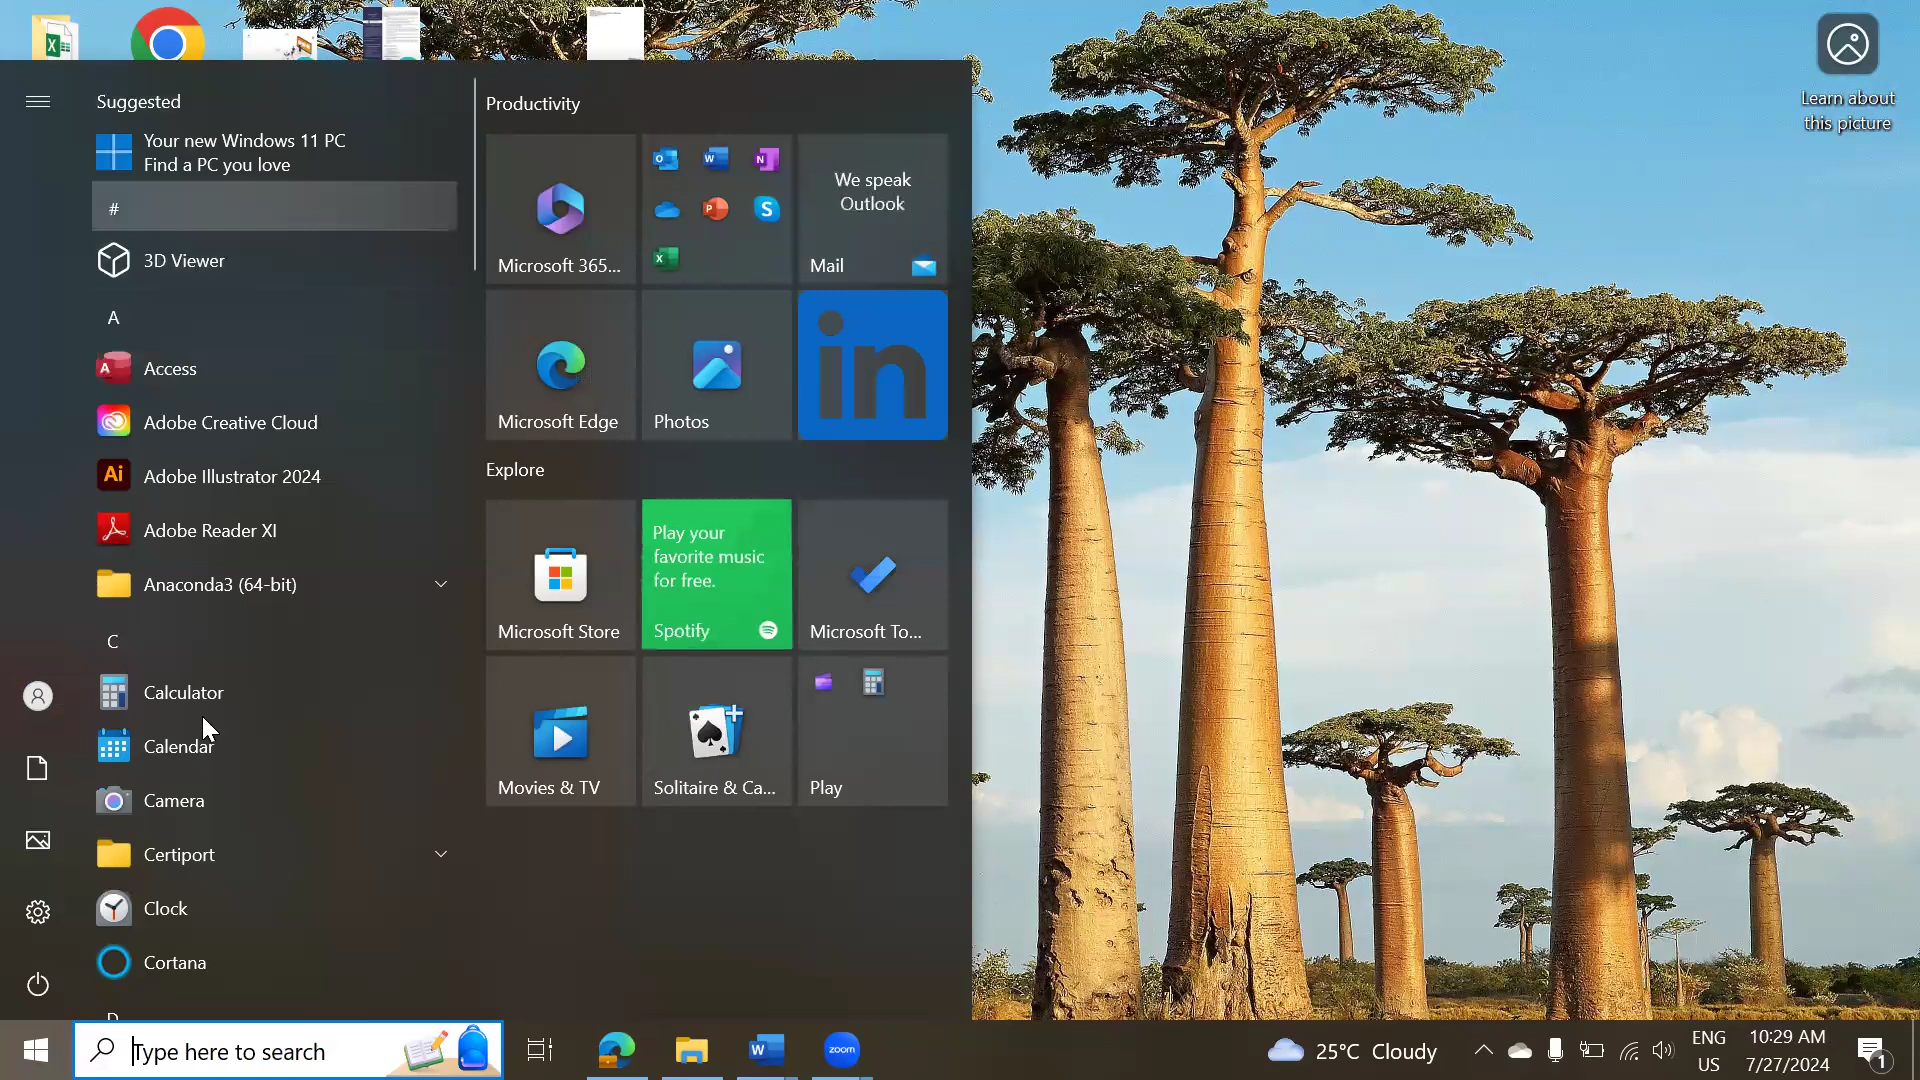 Learn about
this picture
Suggested
Your new Windows 11 PC
Find a PC you love
#
3D Viewer
A
Access
Adobe Creative Cloud
Adobe Illustrator 2024
Adobe Reader XI
Anaconda3 (64-bit)
C
Calculator
Calendar
Camera
Certiport
Clock
Cortana
D
Productivity
Microsoft 365...
We speak
Outlook
Mail
Microsoft Edge
Photos
in
Explore
Microsoft Store
Play your
favorite music
for free.
Spotify
Microsoft To...
Movies & TV
Solitaire & Ca...
Play
Type here to search
zoom
25°C Cloudy
ENG
US
10:29 AM
7/27/2024
1